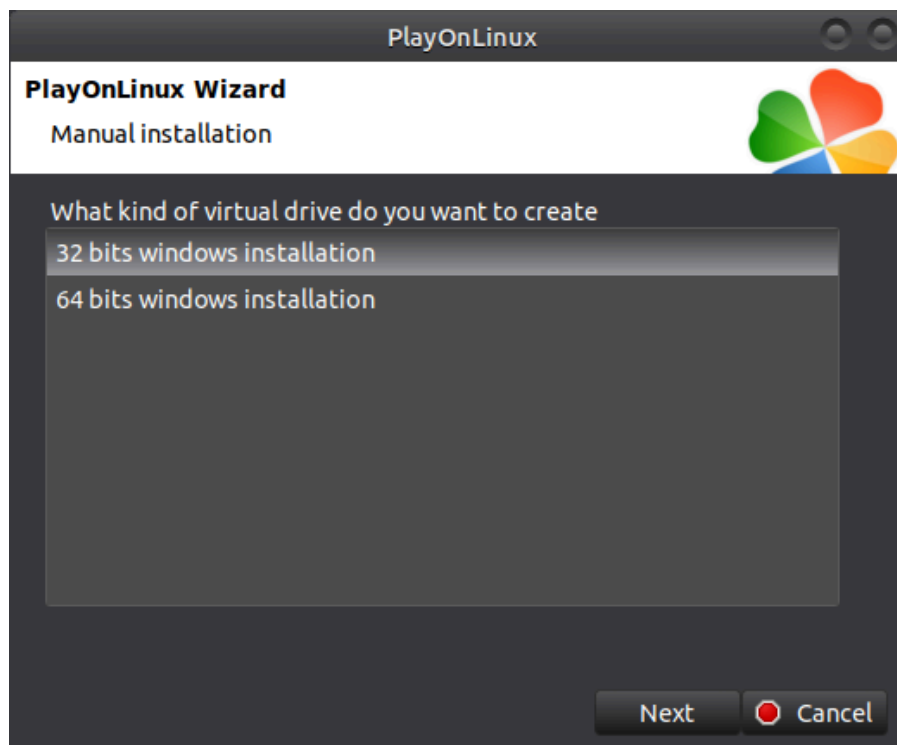 PlayOnLinux
PlayOnLinux Wizard
Manual installation
What kind of virtual drive do you want to create
32 bits windows installation
64 bits windows installation
Next
Cancel